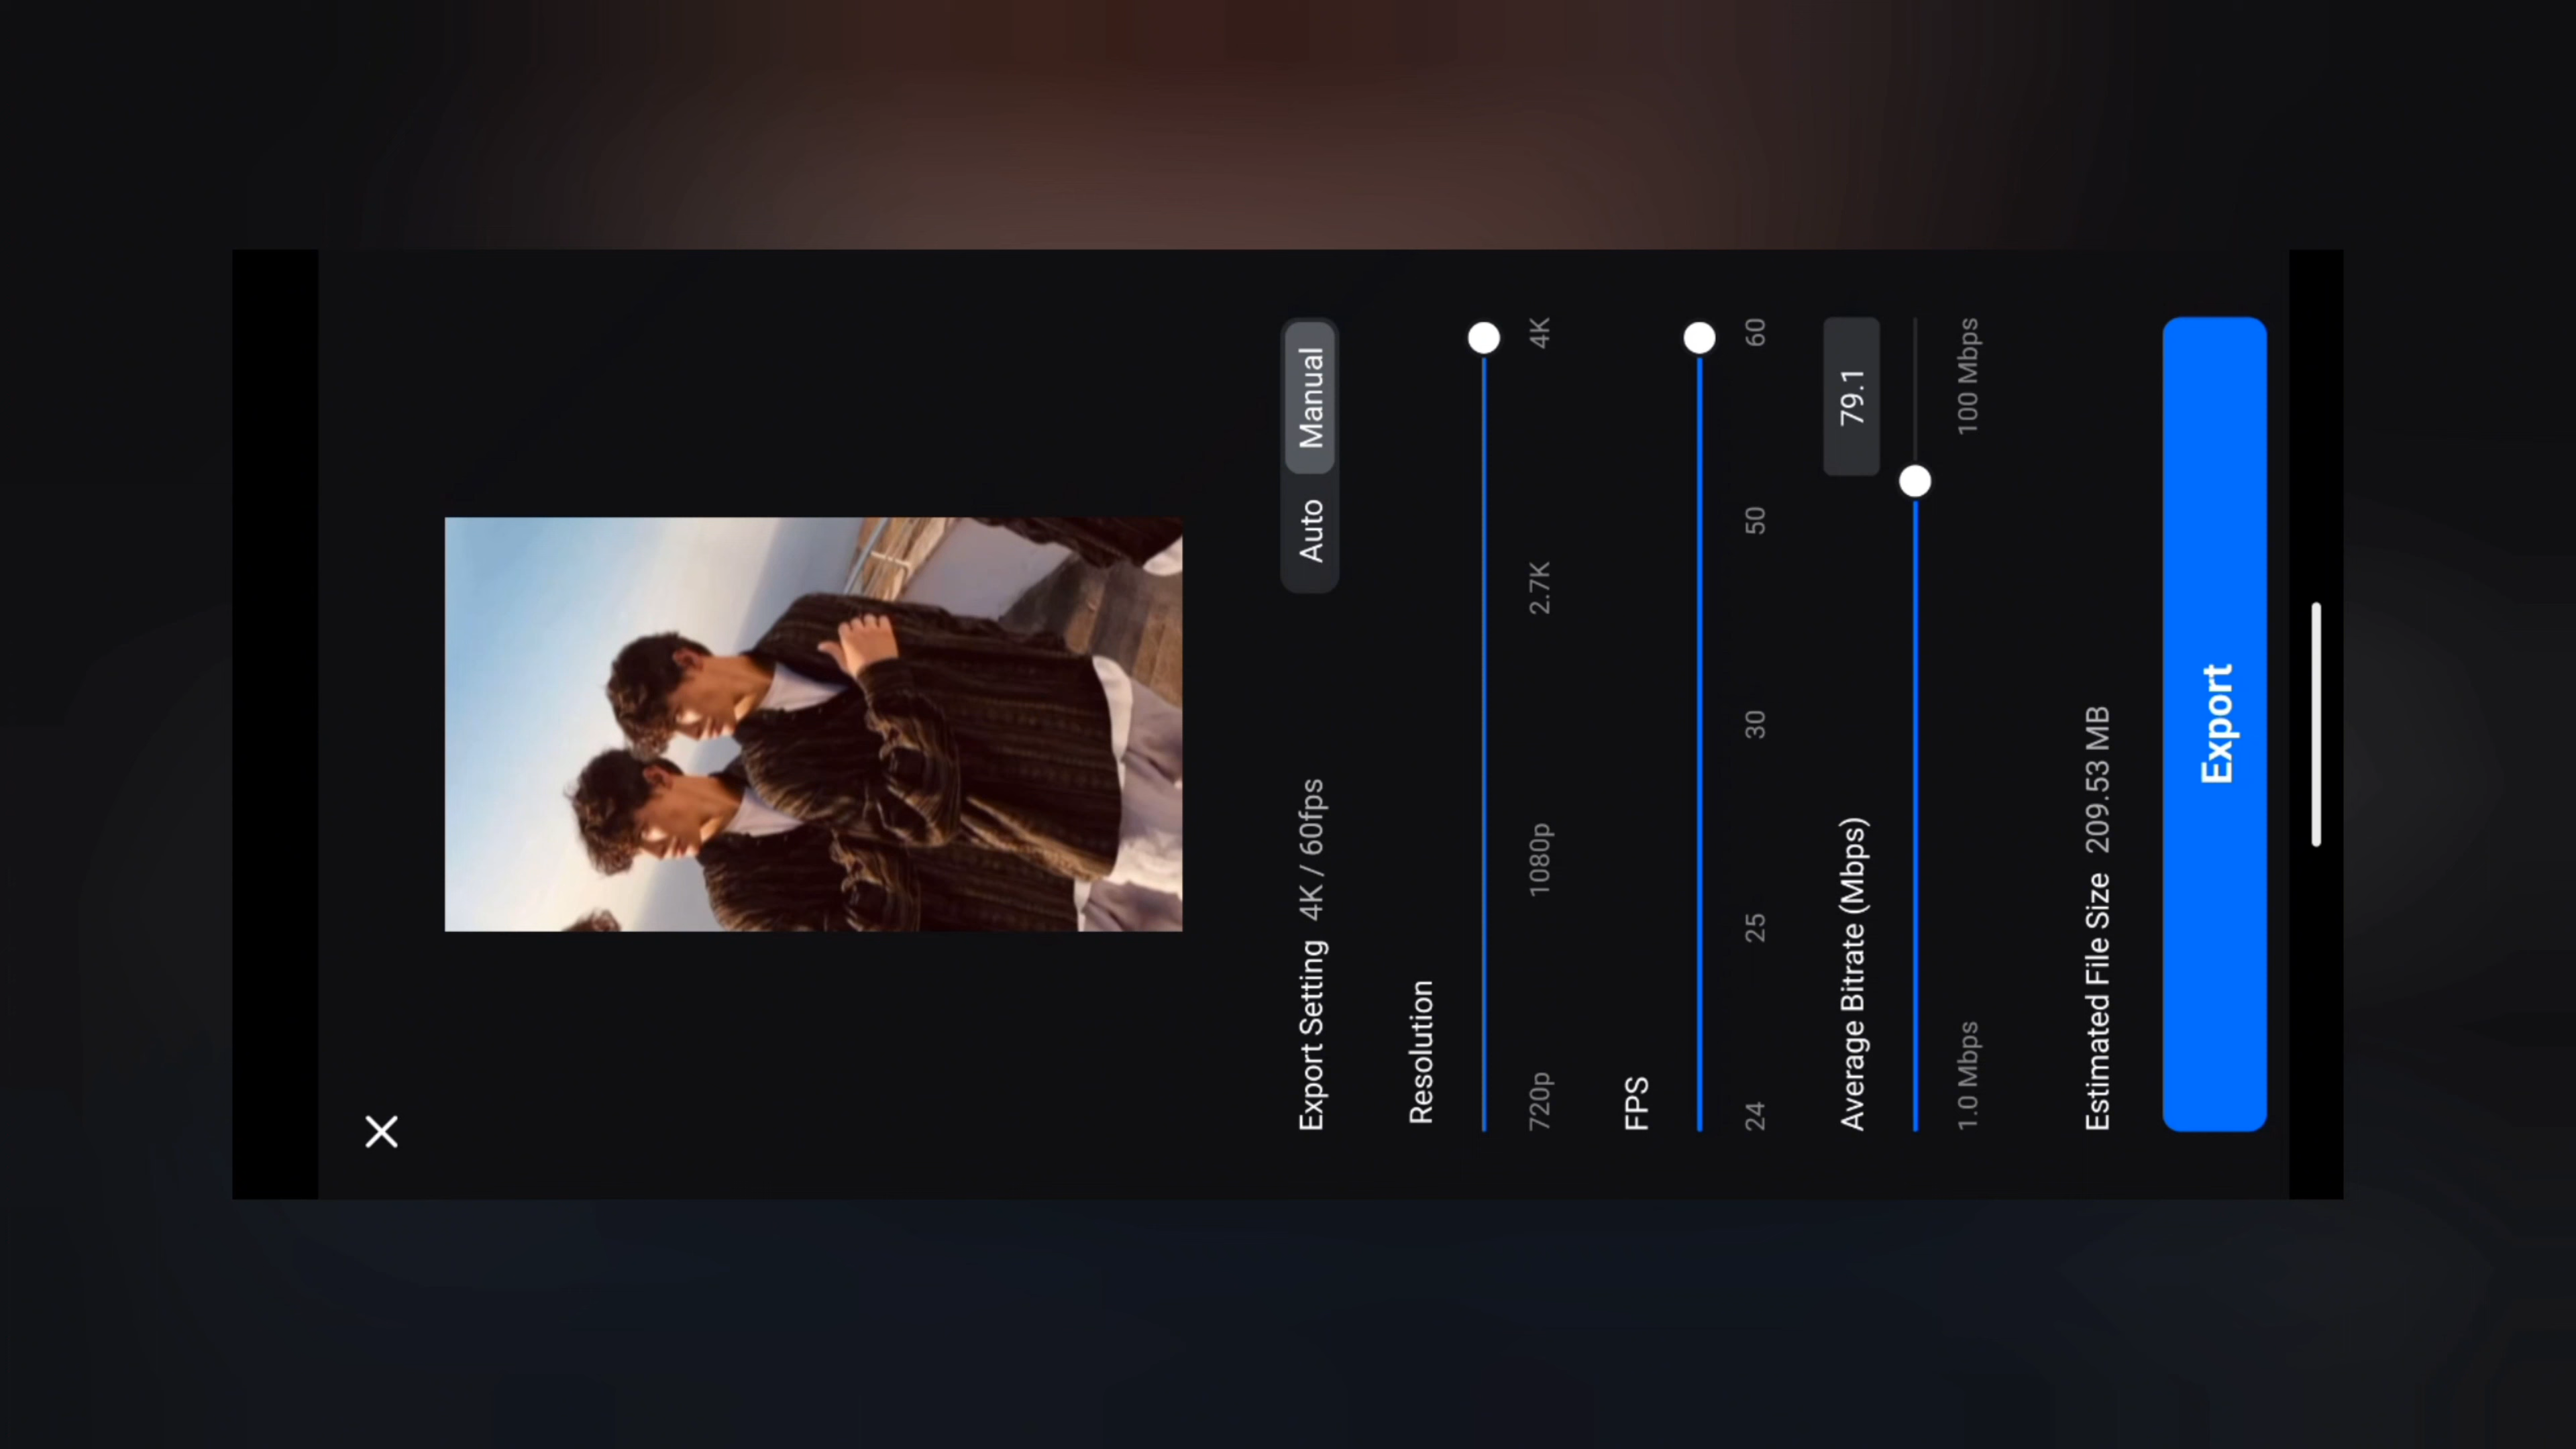 Export Setting 4K / 60fps Auto Manual
Resolution
720p 1080p 2.7K 4K
FPS
24 25 30 50 60
Average Bitrate (Mbps) 79.1
1.0 Mbps 100 Mbps
Estimated File Size 209.53 MB
Export